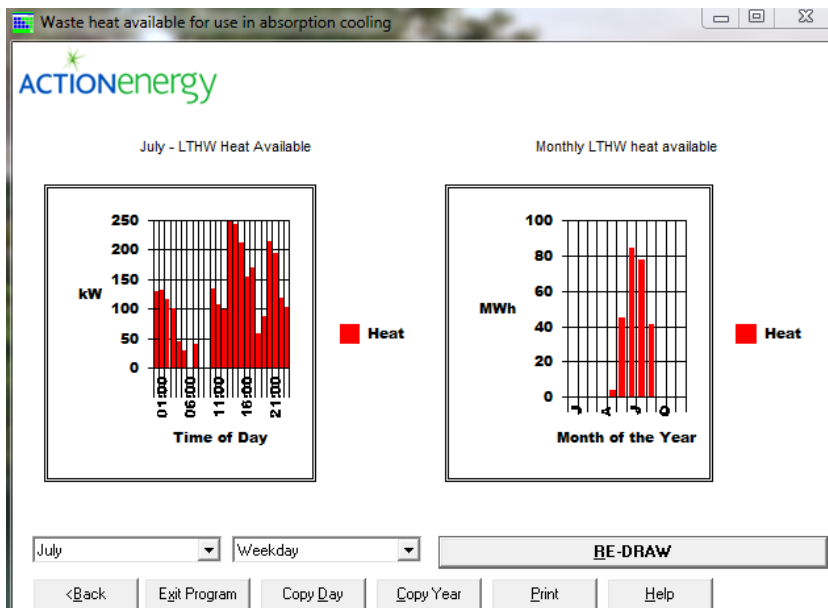 Waste heat available for use in absorption cooling
ACTIONenergy
July - LTHW Heat Available
Monthly LTHW heat available
250
200
150
100
50
0
kW
Heat
01:00
06:00
11:00
16:00
21:00
Time of Day
100
80
60
40
20
0
MWh
Heat
J
A
J
O
Month of the Year
July
Weekday
RE-DRAW
<Back
Exit Program
Copy Day
Copy Year
Print
Help